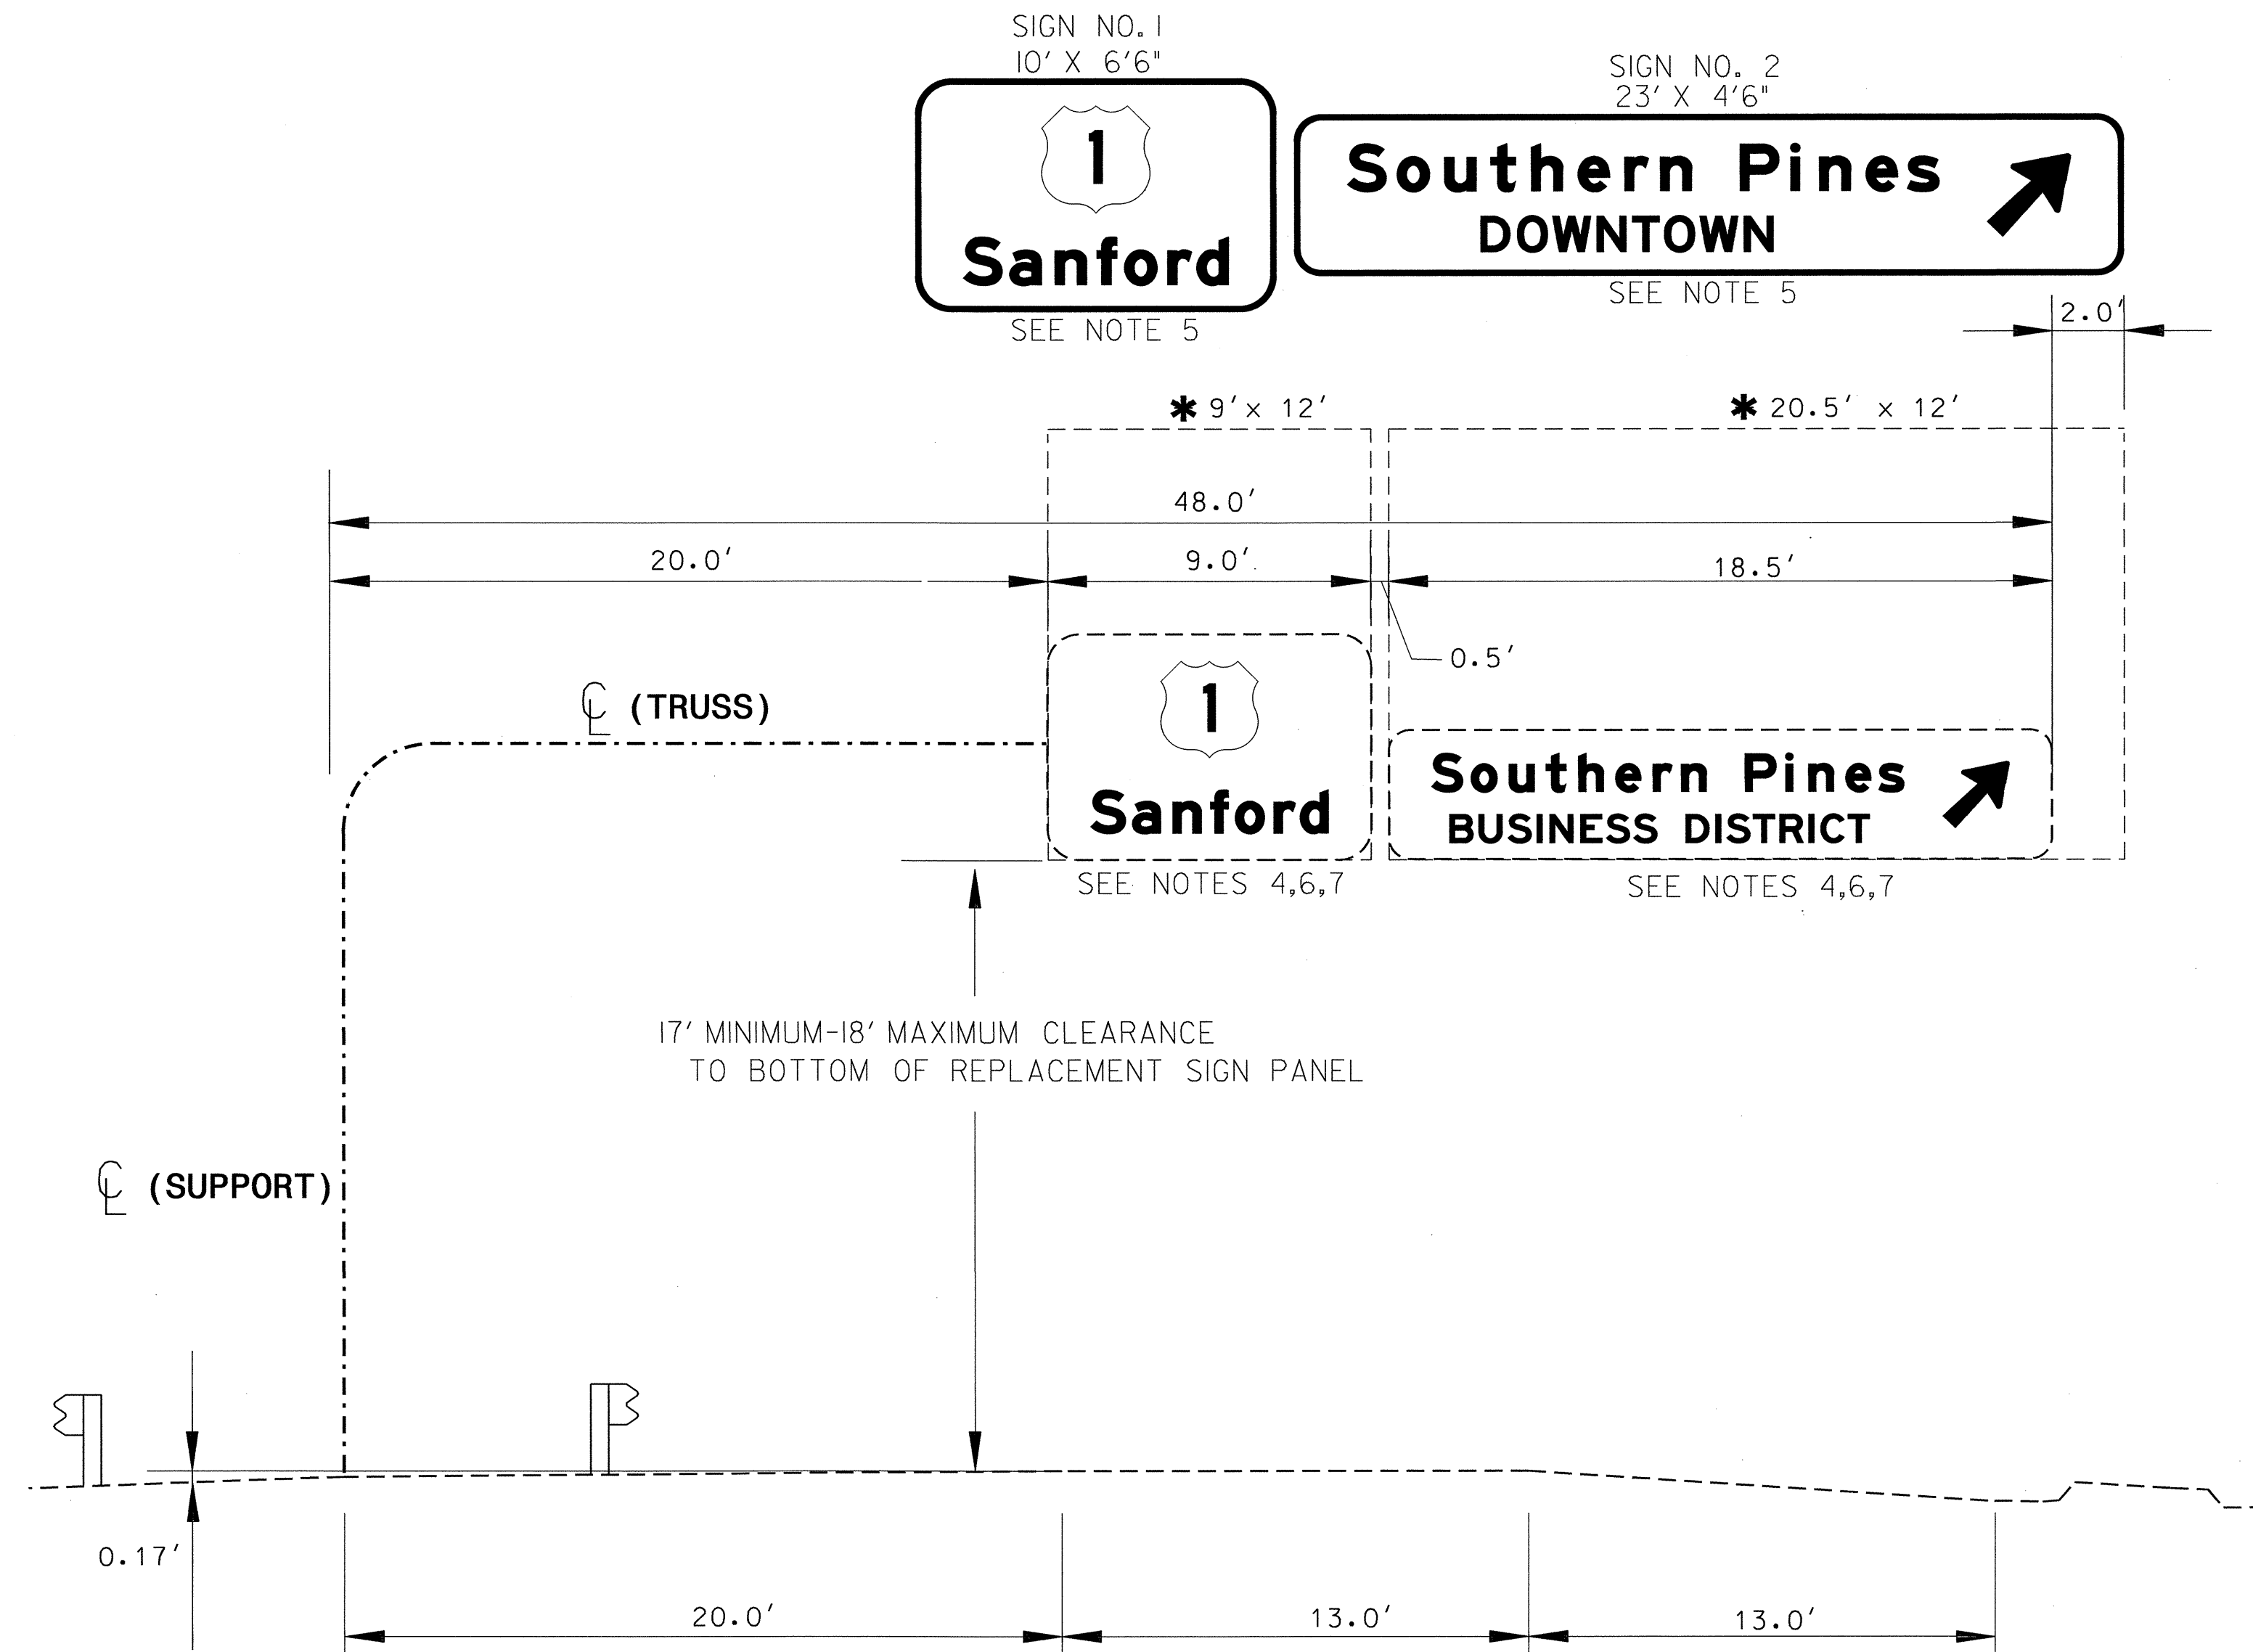 SIGN NO. 1
10' X 6'6"
1
Sanford
SEE NOTE 5
SIGN NO. 2
23' X 4'6"
Southern Pines
DOWNTOWN
SEE NOTE 5
2.0'
* 9' x 12'
* 20.5' x 12'
48.0'
20.0'
9.0'
18.5'
0.5'
℄ (TRUSS)
1
Sanford
SEE NOTES 4,6,7
Southern Pines
BUSINESS DISTRICT
SEE NOTES 4,6,7
17' MINIMUM-18' MAXIMUM CLEARANCE
TO BOTTOM OF REPLACEMENT SIGN PANEL
℄ (SUPPORT)
0.17'
20.0'
13.0'
13.0'